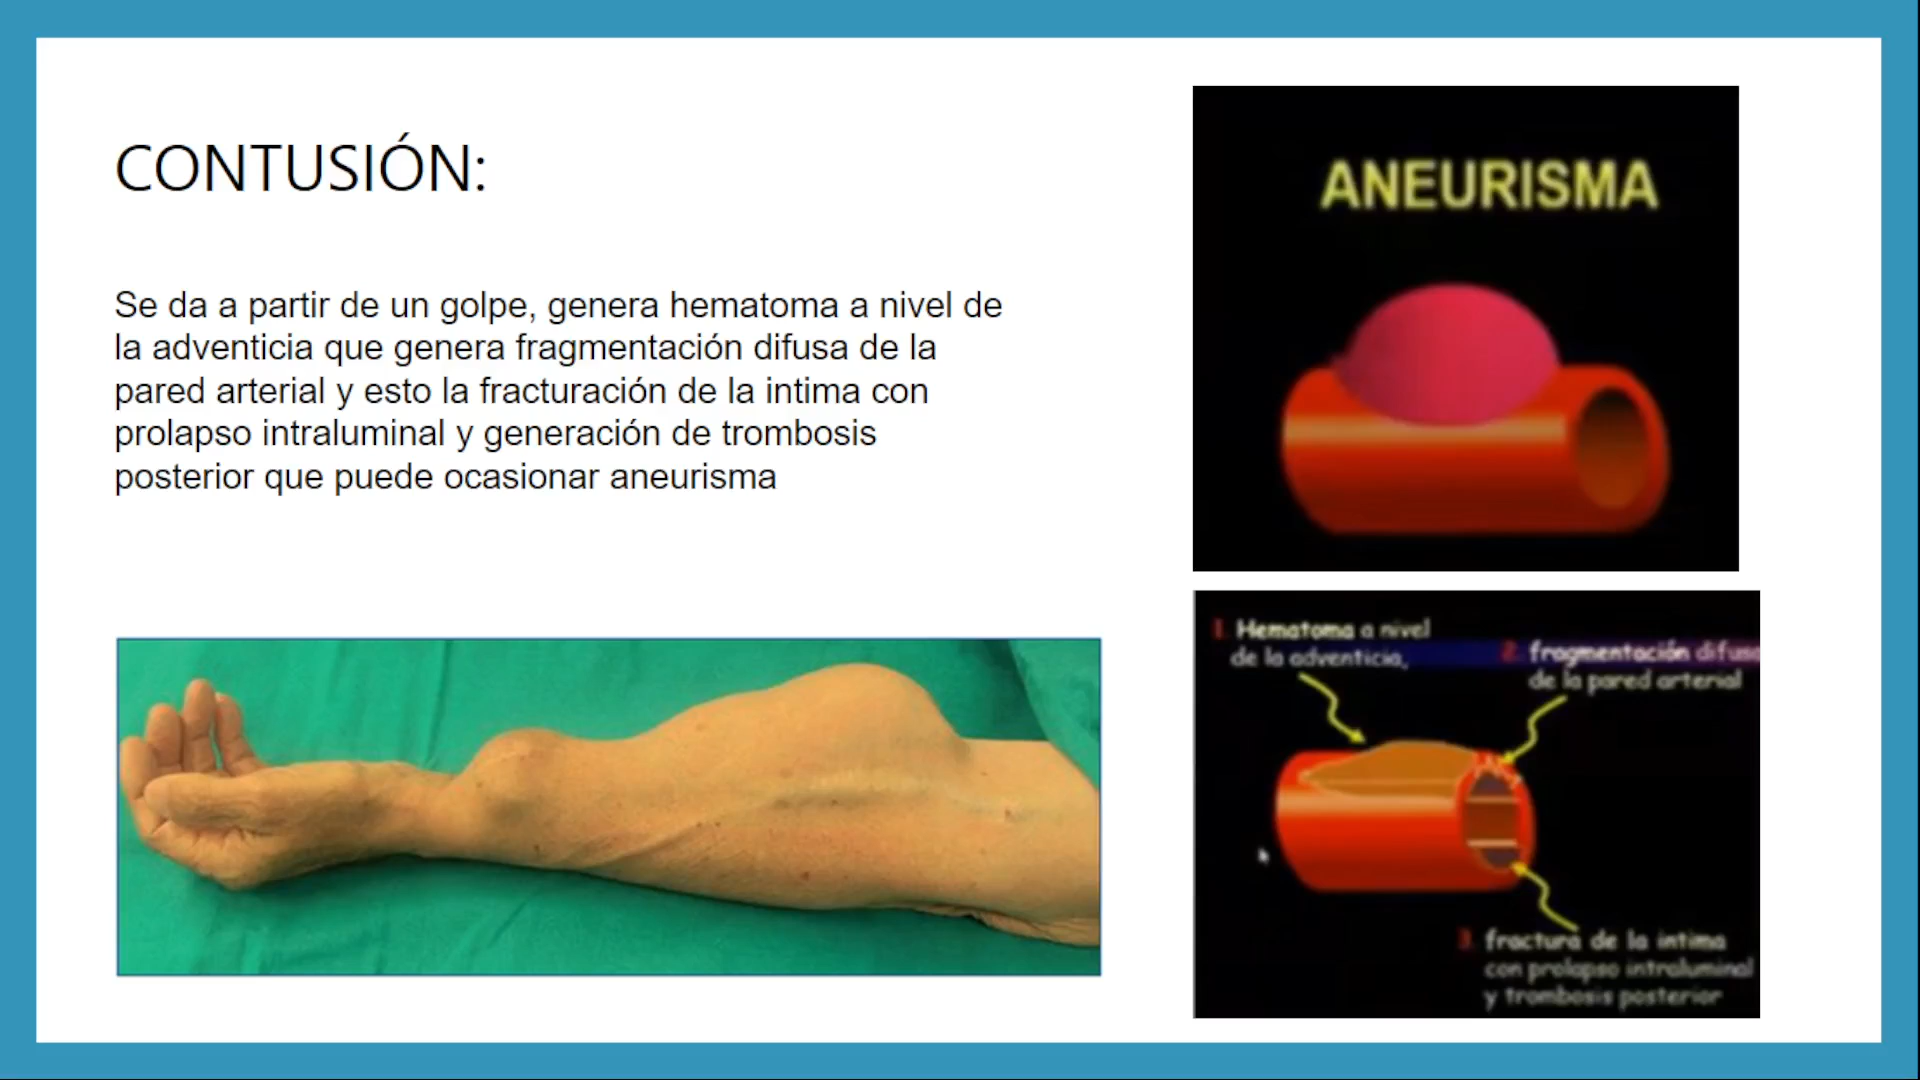 CONTUSIÓN:
Se da a partir de un golpe, genera hematoma a nivel de
la adventicia que genera fragmentación difusa de la
pared arterial y esto la fracturación de la intima con
prolapso intraluminal y generación de trombosis
posterior que puede ocasionar aneurisma
ANEURISMA
1. Hematoma a nivel
de la adventicia,
2. fragmentación difusa
de la pared arterial
3. fractura de la intima
con prolapso intraluminal
y trombosis posterior